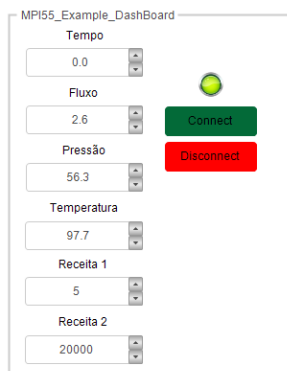 MPI55_Example_DashBoard
Tempo
0.0
Fluxo
2.6
Connect
Pressão
Disconnect
56.3
Temperatura
97.7
Receita 1
5
Receita 2
20000